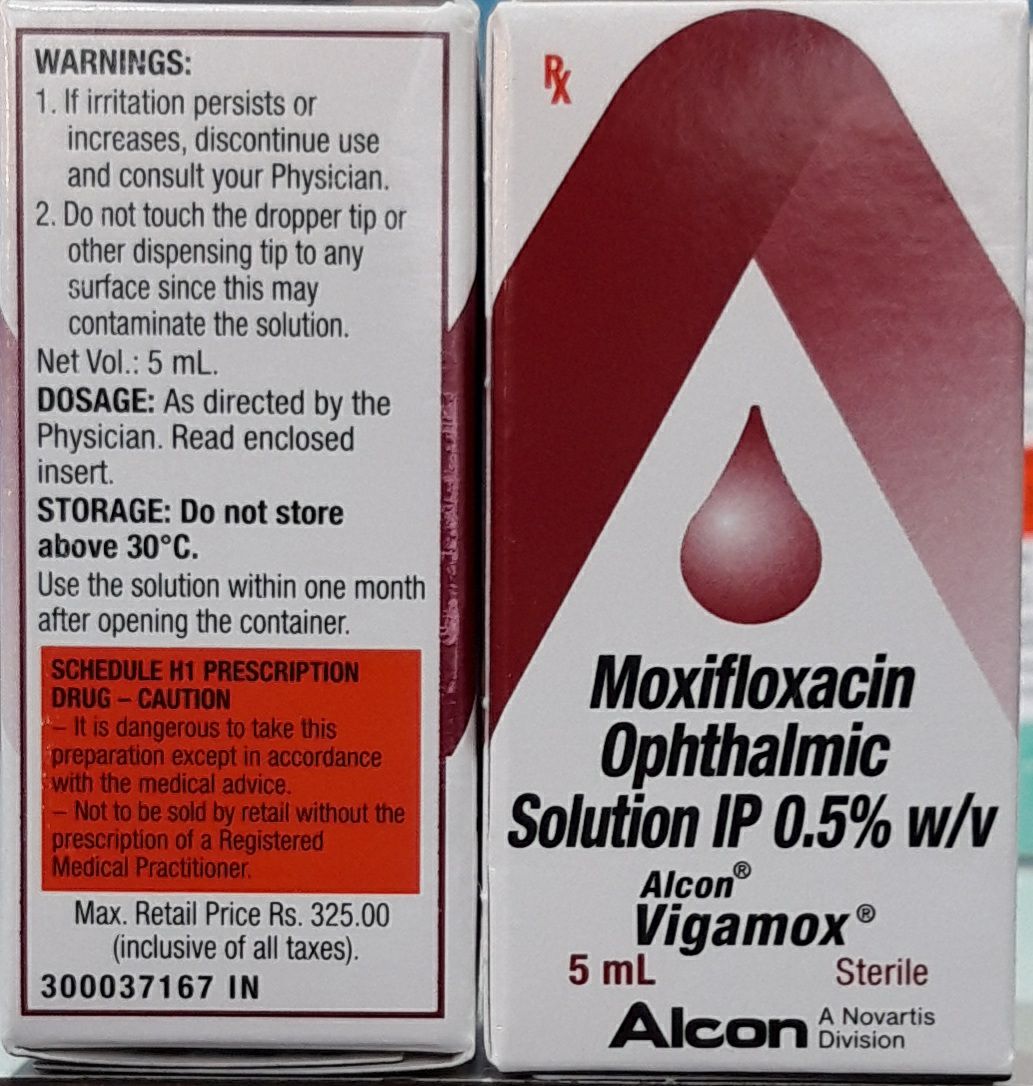 WARNINGS:
1. If irritation persists or
increases, discontinue use
and consult your Physician.
2. Do not touch the dropper tip or
other dispensing tip to any
surface since this may
contaminate the solution.
Net Vol.: 5 mL.
DOSAGE: As directed by the
Physician. Read enclosed
insert.
STORAGE: Do not store
above 30°C.
Use the solution within one month
after opening the container.
SCHEDULE H1 PRESCRIPTION
DRUG – CAUTION
– It is dangerous to take this
preparation except in accordance
with the medical advice.
– Not to be sold by retail without the
prescription of a Registered
Medical Practitioner.
Max. Retail Price Rs. 325.00
(inclusive of all taxes).
300037167 IN
Rx
Moxifloxacin
Ophthalmic
Solution IP 0.5% w/v
Alcon®
Vigamox®
5 mL Sterile
Alcon A Novartis
Division